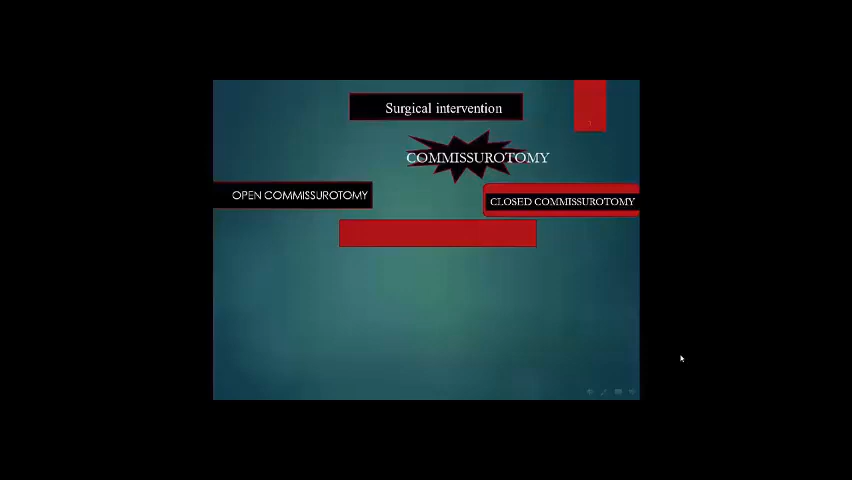 Surgical intervention
COMMISSUROTOMY
OPEN COMMISSUROTOMY
CLOSED COMMISSUROTOMY